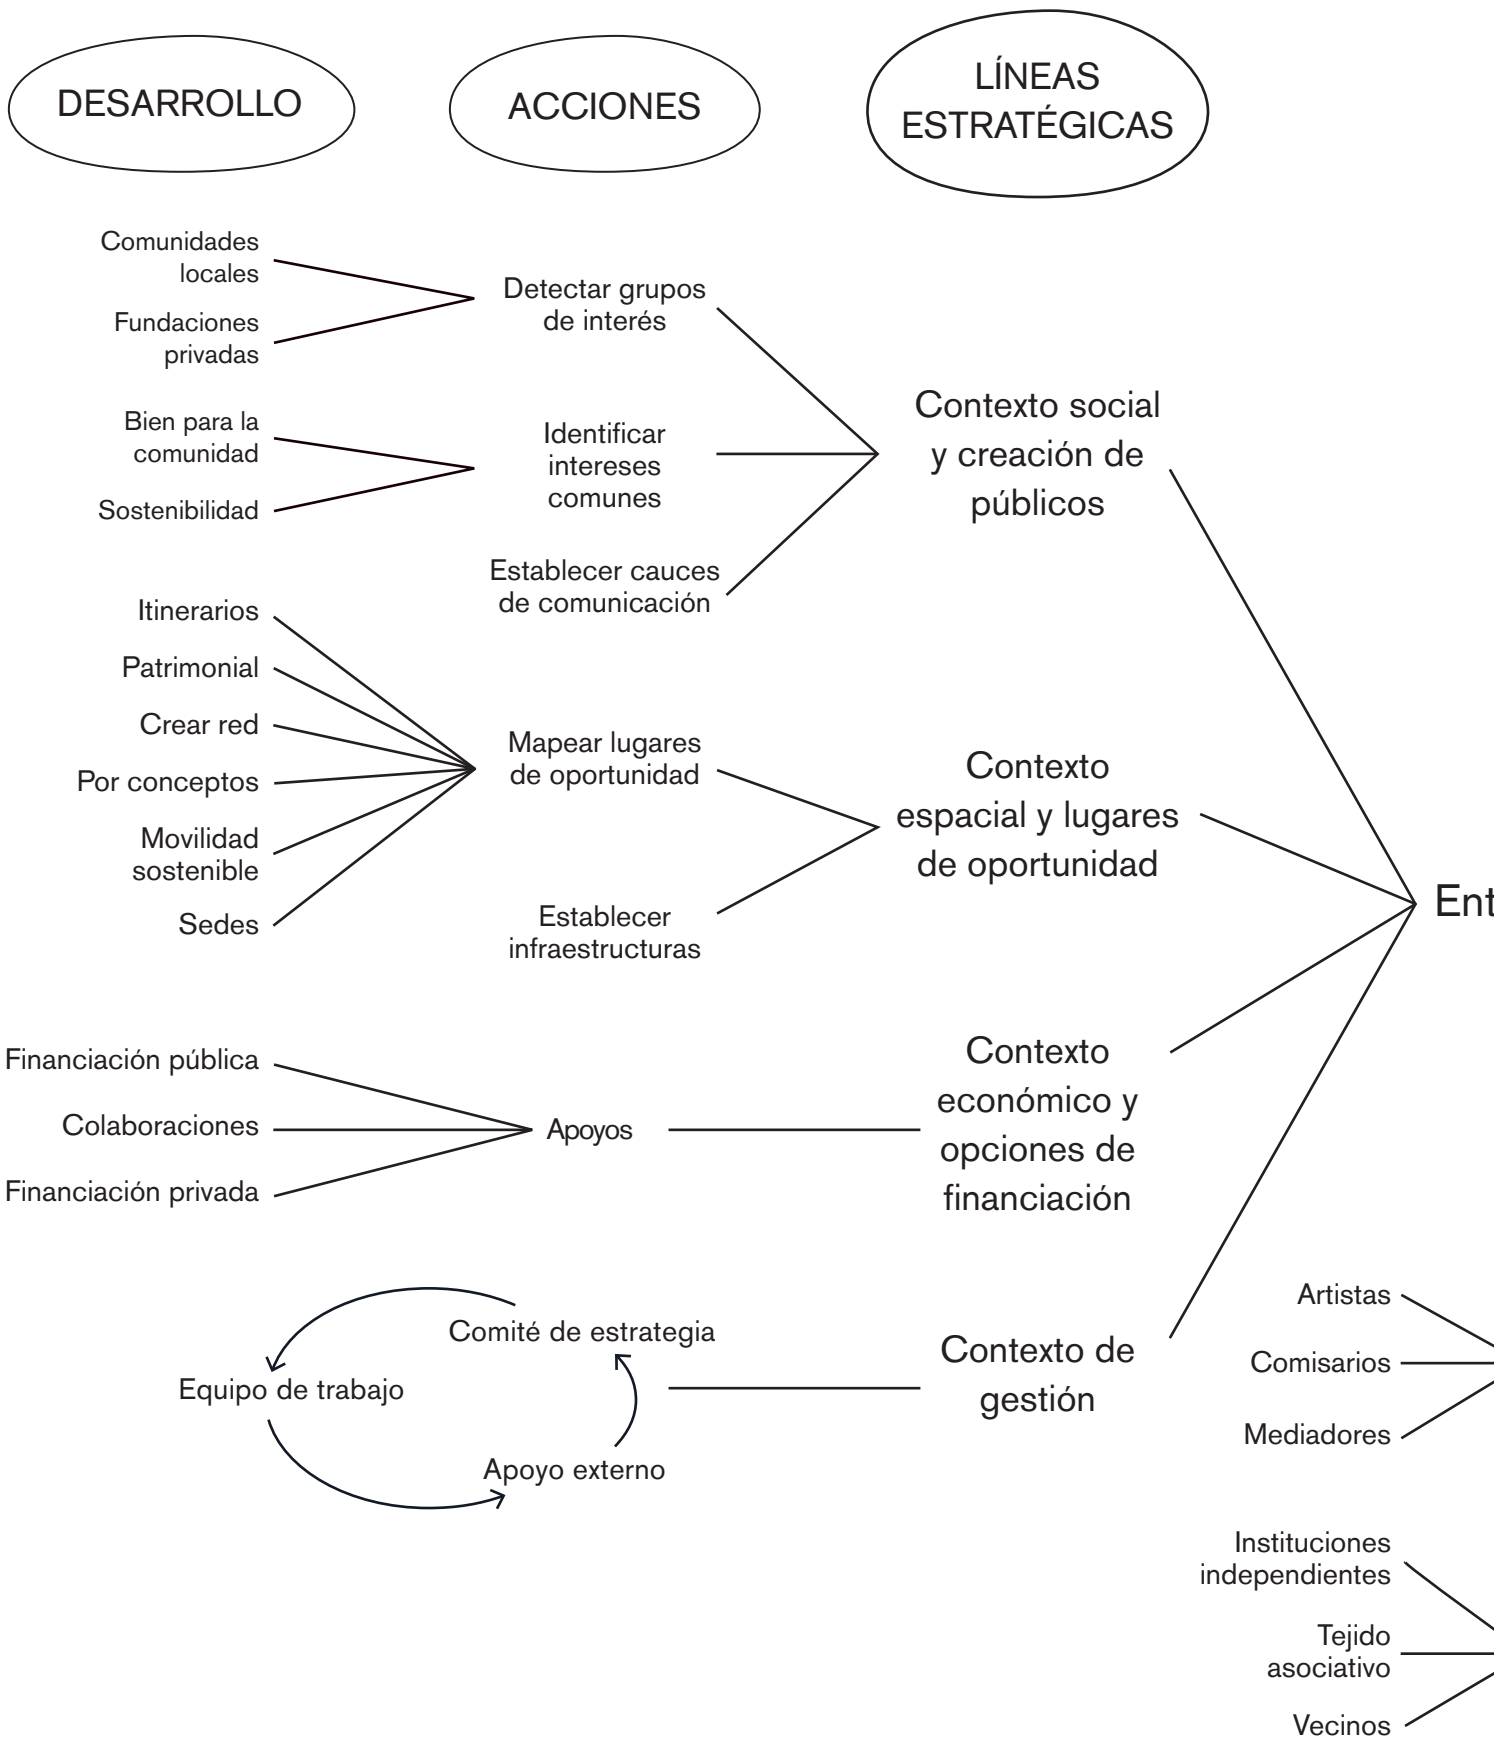 DESARROLLO
ACCIONES
LÍNEAS
ESTRATÉGICAS
Comunidades
locales
Fundaciones
privadas
Bien para la
comunidad
Sostenibilidad
Itinerarios
Patrimonial
Crear red
Por conceptos
Movilidad
sostenible
Sedes
Financiación pública
Colaboraciones
Financiación privada
Detectar grupos
de interés
Identificar
intereses
comunes
Establecer cauces
de comunicación
Mapear lugares
de oportunidad
Establecer
infraestructuras
Apoyos
Comité de estrategia
Equipo de trabajo
Apoyo externo
Contexto social
y creación de
públicos
Contexto
espacial y lugares
de oportunidad
Contexto
económico y
opciones de
financiación
Contexto de
gestión
Ent
Artistas
Comisarios
Mediadores
Instituciones
independientes
Tejido
asociativo
Vecinos